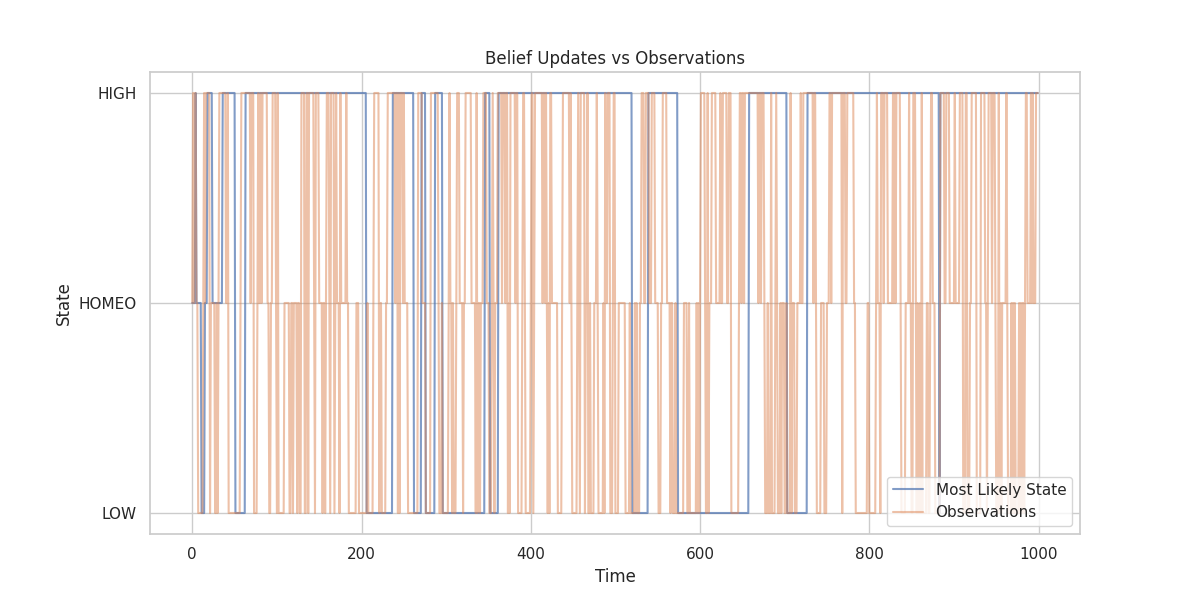 Belief Updates vs Observations
HIGH
HOMEO
LOW
State
0 200 400 600 800 1000
Time
Most Likely State
Observations